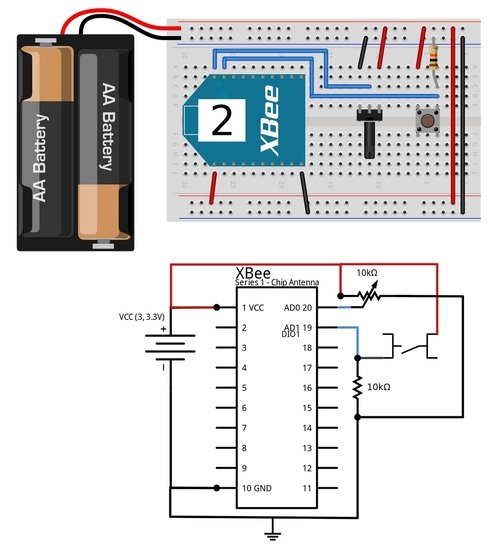 AA Battery
AA Battery
2
XBee
XBee
Series 1 - Chip Antenna
10kΩ
VCC (3, 3.3V)
+
−
1 VCC
AD0 20
2
AD1 19
DIO1
3
18
4
17
5
16
6
15
7
14
8
13
9
12
10 GND
11
10kΩ